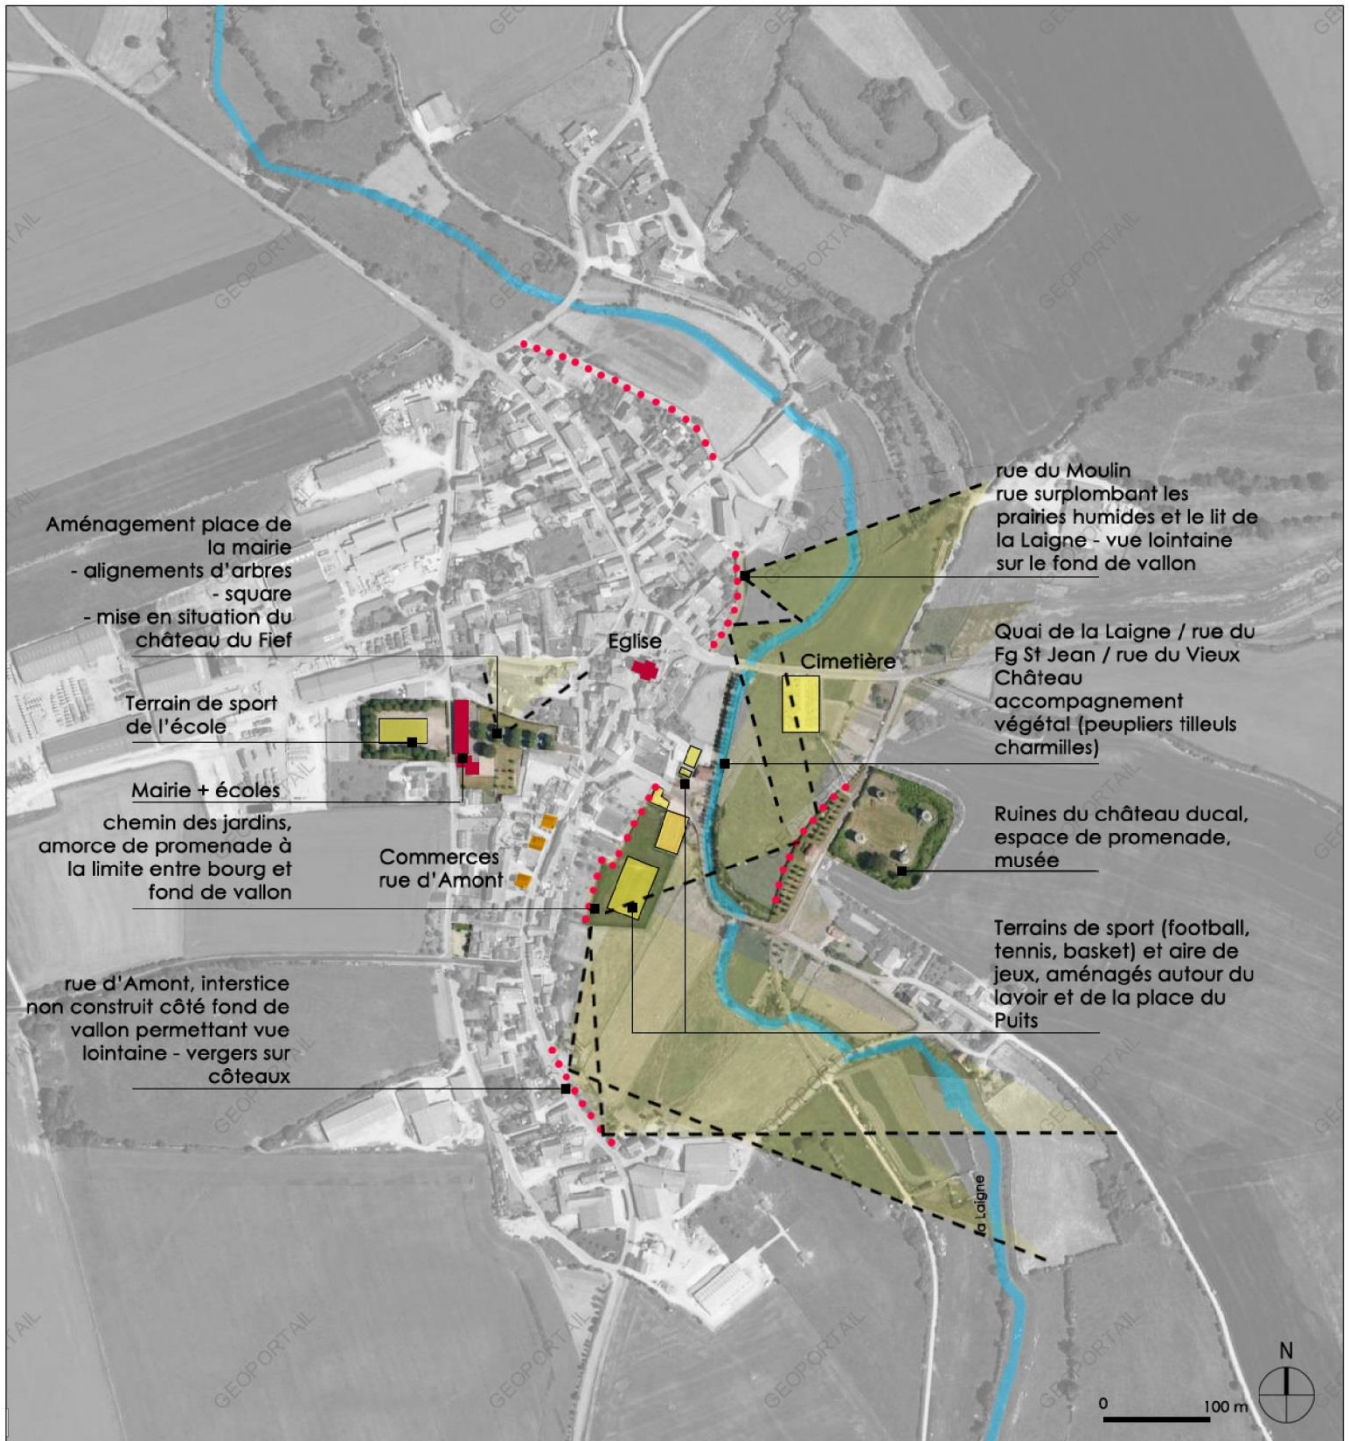 GEOPORTAIL
rue du Moulin
rue surplombant les
prairies humides et le lit de
la Laigne - vue lointaine
sur le fond de vallon
Aménagement place de
la mairie
- alignements d'arbres
- square
- mise en situation du
château du Fief
Eglise
Cimetière
Quai de la Laigne / rue du
Fg St Jean / rue du Vieux
Château
accompagnement
végétal (peupliers tilleuls
charmilles)
Terrain de sport
de l'école
Mairie + écoles
chemin des jardins,
amorce de promenade à
la limite entre bourg et
fond de vallon
Commerces
rue d'Amont
Ruines du château ducal,
espace de promenade,
musée
Terrains de sport (football,
tennis, basket) et aire de
jeux, aménagés autour du
lavoir et de la place du
Puits
rue d'Amont, interstice
non construit côté fond de
vallon permettant vue
lointaine - vergers sur
côteaux
la Laigne
N
0 100 m